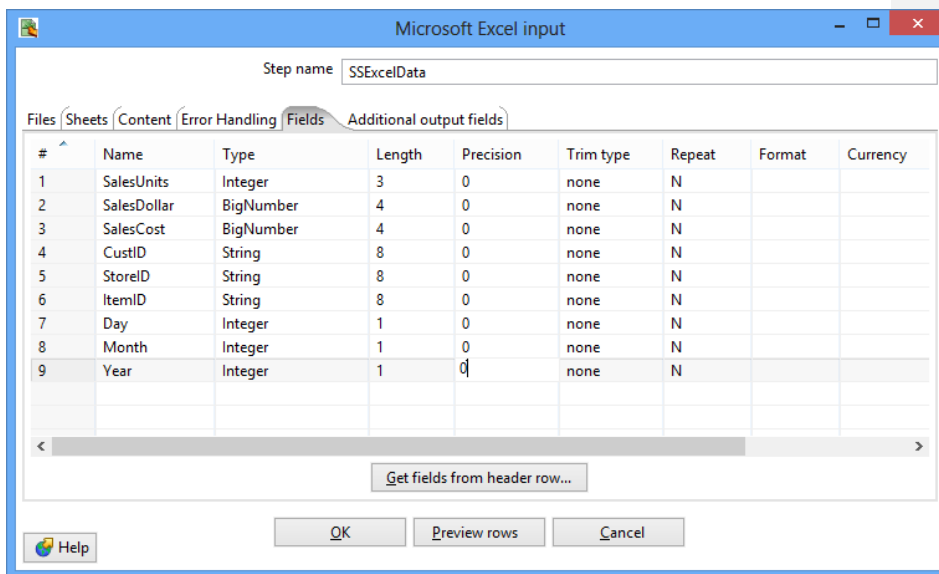 Microsoft Excel input
Step name SSExcelData
Files Sheets Content Error Handling Fields Additional output fields
# Name Type Length Precision Trim type Repeat Format Currency
1 SalesUnits Integer 3 0 none N
2 SalesDollar BigNumber 4 0 none N
3 SalesCost BigNumber 4 0 none N
4 CustID String 8 0 none N
5 StoreID String 8 0 none N
6 ItemID String 8 0 none N
7 Day Integer 1 0 none N
8 Month Integer 1 0 none N
9 Year Integer 1 0 none N
Get fields from header row...
OK Preview rows Cancel
Help